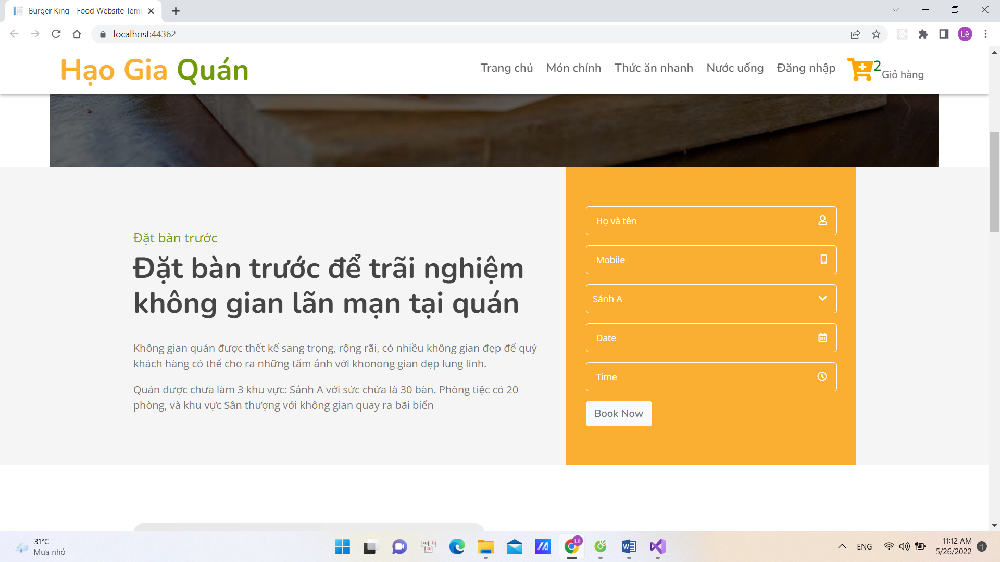 Burger King - Food Website Tem
localhost:44362
Lê
Hạo Gia Quán
Trang chủ
Món chính
Thức ăn nhanh
Nước uống
Đăng nhập
2
Giỏ hàng
Đặt bàn trước
Đặt bàn trước để trãi nghiệm
không gian lãn mạn tại quán
Không gian quán được thết kế sang trọng, rộng rãi, có nhiều không gian đẹp để quý
khách hàng có thể cho ra những tấm ảnh với khonong gian đẹp lung linh.
Quán được chưa làm 3 khu vực: Sảnh A với sức chứa là 30 bàn. Phòng tiệc có 20
phòng, và khu vực Sân thượng với không gian quay ra bãi biển
Họ và tên
Mobile
Sảnh A
Date
Time
Book Now
31°C
Mưa nhỏ
Lê
ENG
11:12 AM
5/26/2022
1